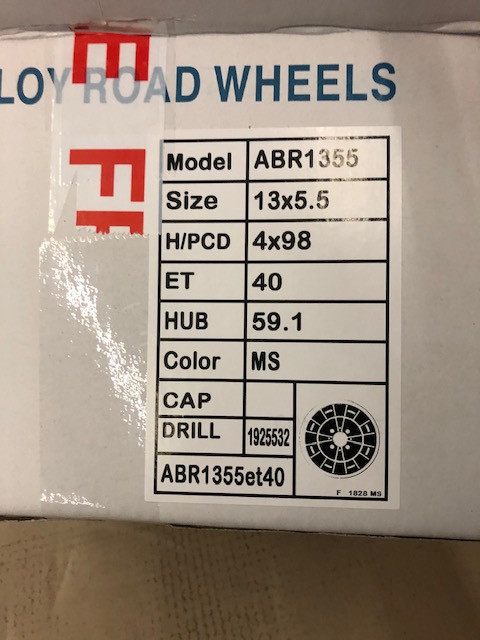 LOY ROAD WHEELS
E
F
Model ABR1355
Size 13x5.5
H/PCD 4x98
ET 40
HUB 59.1
Color MS
CAP
DRILL 1925532
ABR1355et40
F 1828 MS